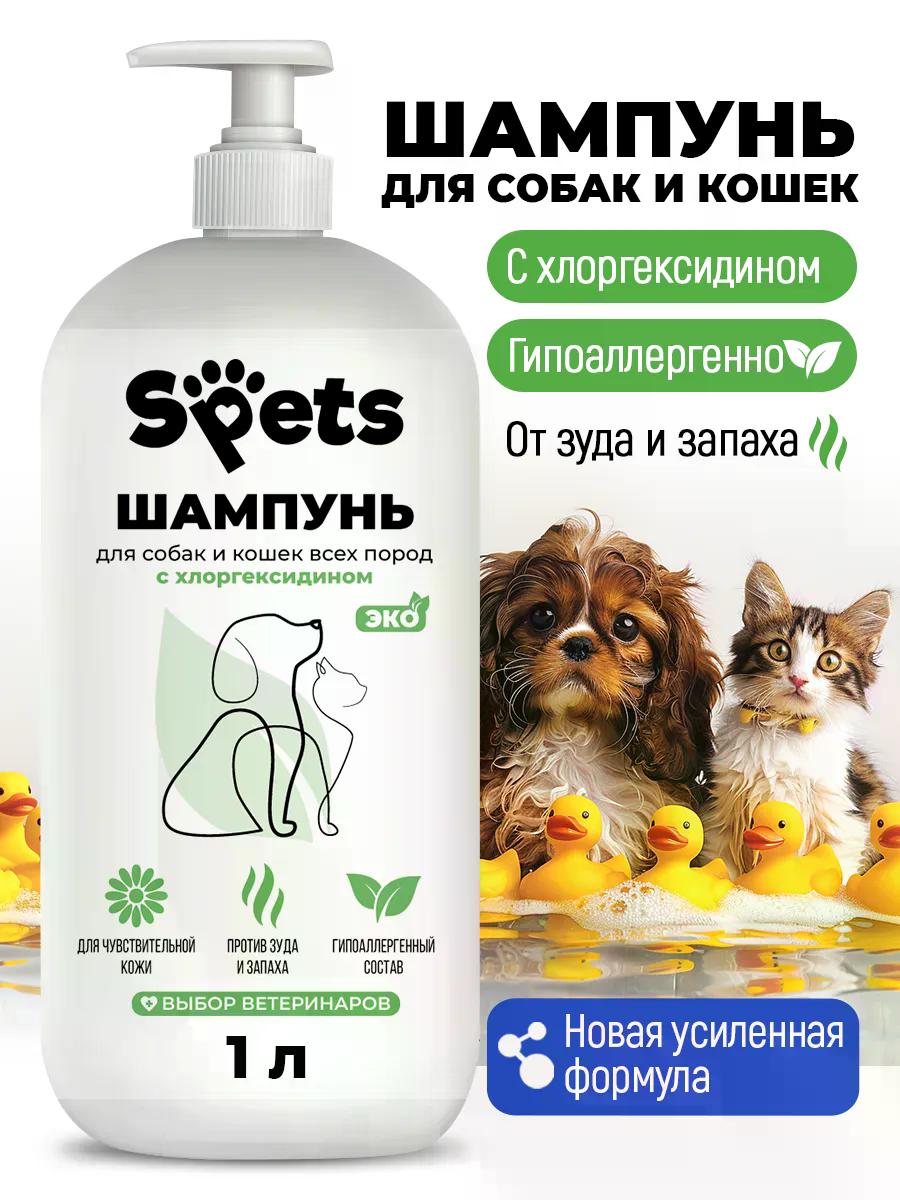 ШАМПУНЬ
ДЛЯ СОБАК И КОШЕК
С хлоргексидином
Гипоаллергенно
От зуда и запаха
Spets
ШАМПУНЬ
для собак и кошек всех пород
с хлоргексидином
ЭКО
ДЛЯ ЧУВСТВИТЕЛЬНОЙ
КОЖИ
ПРОТИВ ЗУДА
И ЗАПАХА
ГИПОАЛЛЕРГЕННЫЙ
СОСТАВ
ВЫБОР ВЕТЕРИНАРОВ
1 л
Новая усиленная
формула